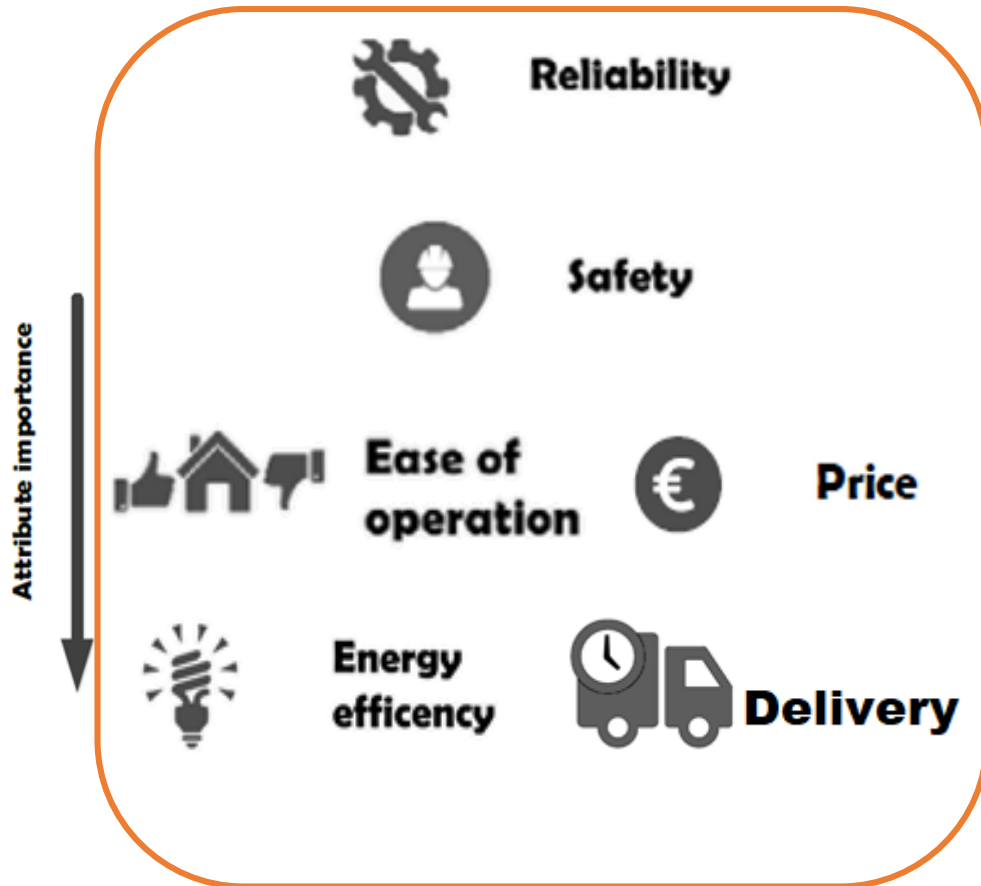 Reliability
Safety
Attribute importance
Ease of
operation
€
Price
Energy
efficency
Delivery